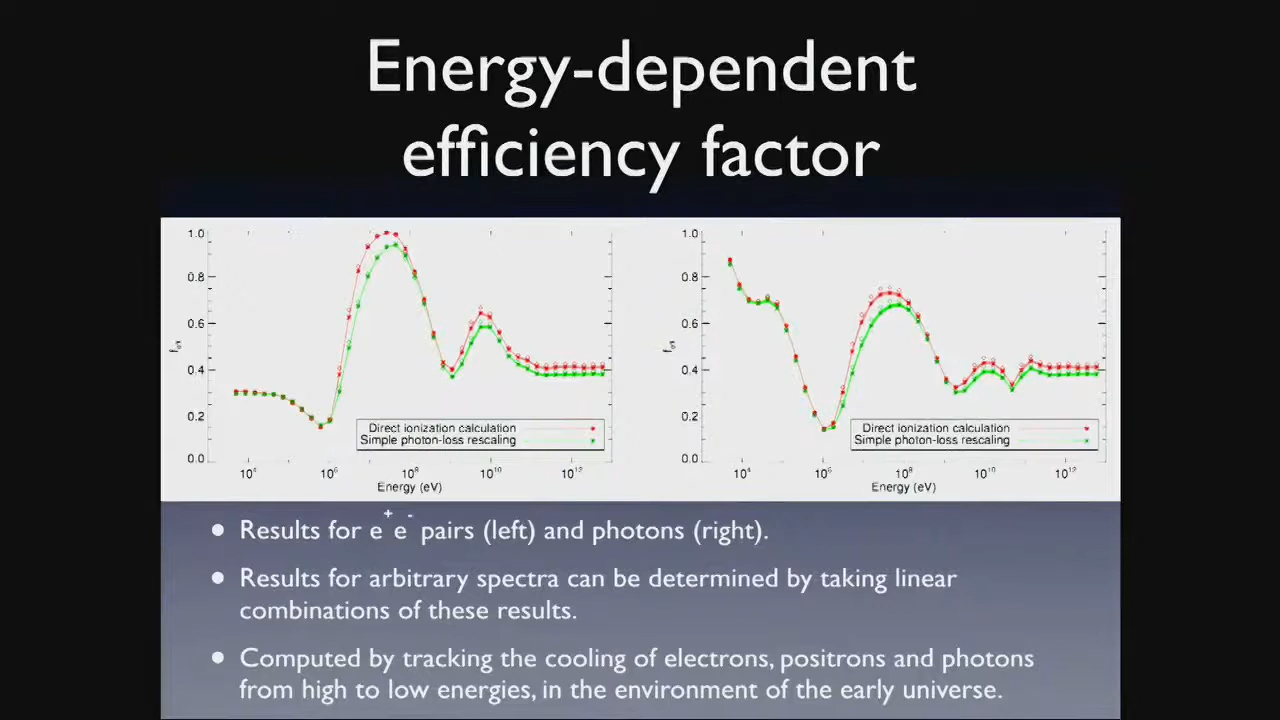 Energy-dependent
efficiency factor
1.0
0.8
0.6
0.4
0.2
0.0
f_eff
10⁴ 10⁶ 10⁸ 10¹⁰ 10¹²
Energy (eV)
Direct ionization calculation
Simple photon-loss rescaling
1.0
0.8
0.6
0.4
0.2
0.0
f_eff
10⁴ 10⁶ 10⁸ 10¹⁰ 10¹²
Energy (eV)
Direct ionization calculation
Simple photon-loss rescaling
• Results for e⁺e⁻ pairs (left) and photons (right).
• Results for arbitrary spectra can be determined by taking linear
combinations of these results.
• Computed by tracking the cooling of electrons, positrons and photons
from high to low energies, in the environment of the early universe.